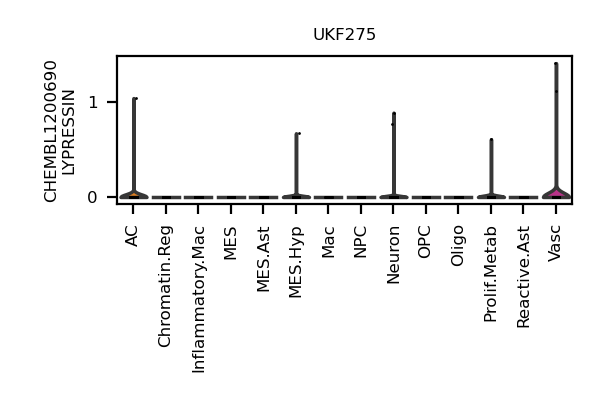 UKF275
CHEMBL1200690
LYPRESSIN
1
0
AC
Chromatin.Reg
Inflammatory.Mac
MES
MES.Ast
MES.Hyp
Mac
NPC
Neuron
OPC
Oligo
Prolif.Metab
Reactive.Ast
Vasc